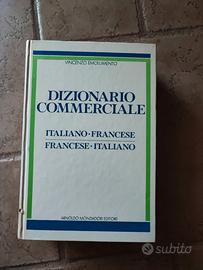 VINCENZO EMOLUMENTO
DIZIONARIO
COMMERCIALE
ITALIANO·FRANCESE
FRANCESE·ITALIANO
ARNOLDO MONDADORI EDITORE
subito